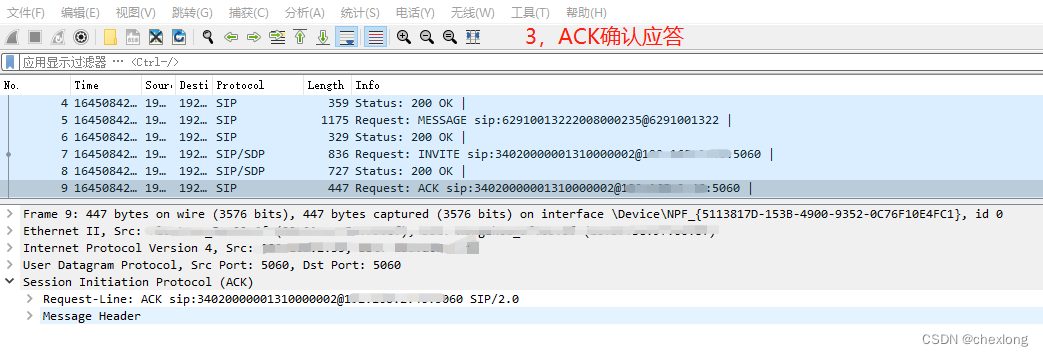 文件(F) 编辑(E) 视图(V) 跳转(G) 捕获(C) 分析(A) 统计(S) 电话(Y) 无线(W) 工具(T) 帮助(H)
3，ACK确认应答
应用显示过滤器 … <Ctrl-/>
No. Time Sour Desti Protocol Length Info
4 16450842… 19… 192… SIP 359 Status: 200 OK |
5 16450842… 19… 192… SIP 1175 Request: MESSAGE sip:62910013222008000235@6291001322 |
6 16450842… 19… 192… SIP 329 Status: 200 OK |
7 16450842… 19… 192… SIP/SDP 836 Request: INVITE sip:34020000001310000002@ :5060 |
8 16450842… 19… 192… SIP/SDP 727 Status: 200 OK |
9 16450842… 19… 192… SIP 447 Request: ACK sip:34020000001310000002@ :5060 |
Frame 9: 447 bytes on wire (3576 bits), 447 bytes captured (3576 bits) on interface \Device\NPF_{5113817D-153B-4900-9352-0C76F10E4FC1}, id 0
Ethernet II, Src:
Internet Protocol Version 4, Src:
User Datagram Protocol, Src Port: 5060, Dst Port: 5060
Session Initiation Protocol (ACK)
Request-Line: ACK sip:34020000001310000002@ 5060 SIP/2.0
Message Header
CSDN @chexlong